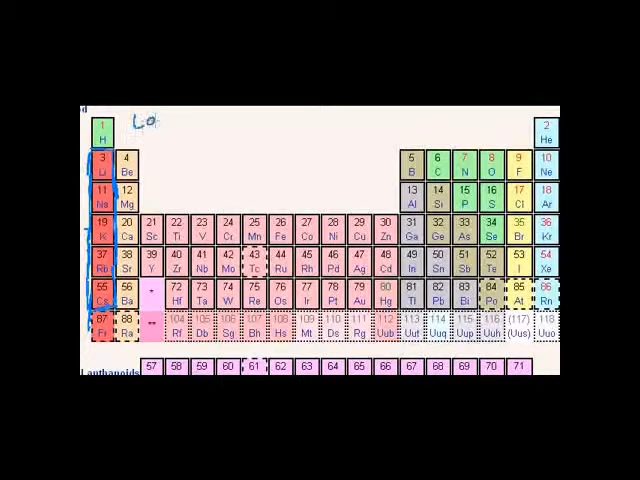 d
Lo
1 2
H He
3 4 5 6 7 8 9 10
Li Be B C N O F Ne
11 12 13 14 15 16 17 18
Na Mg Al Si P S Cl Ar
19 20 21 22 23 24 25 26 27 28 29 30 31 32 33 34 35 36
K Ca Sc Ti V Cr Mn Fe Co Ni Cu Zn Ga Ge As Se Br Kr
37 38 39 40 41 42 43 44 45 46 47 48 49 50 51 52 53 54
Rb Sr Y Zr Nb Mo Tc Ru Rh Pd Ag Cd In Sn Sb Te I Xe
55 56 * 72 73 74 75 76 77 78 79 80 81 82 83 84 85 86
Cs Ba Hf Ta W Re Os Ir Pt Au Hg Tl Pb Bi Po At Rn
87 88 ** 104 105 106 107 108 109 110 111 112 113 114 115 116 (117) 118
Fr Ra Rf Db Sg Bh Hs Mt Ds Rg Uub Uut Uuq Uup Uuh (Uus) Uuo
Lanthanoids 57 58 59 60 61 62 63 64 65 66 67 68 69 70 71